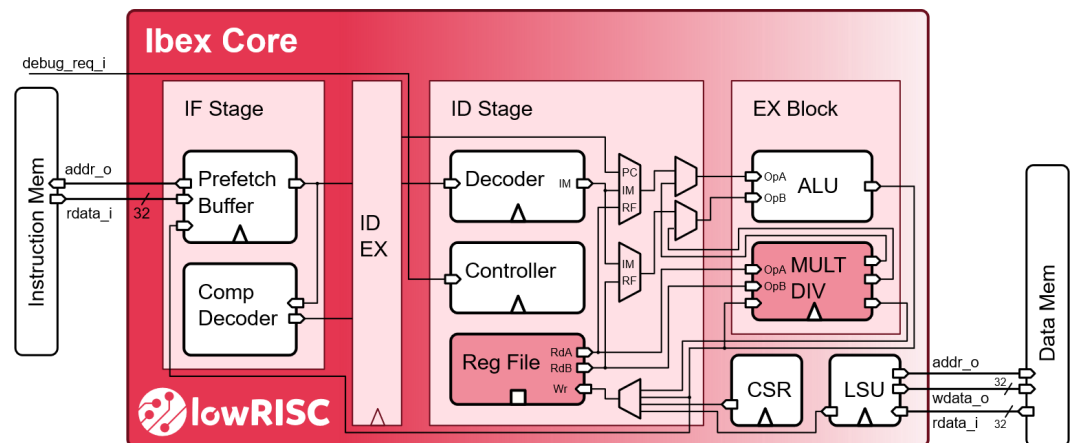 Ibex Core
debug_req_i
IF Stage
ID Stage
EX Block
Instruction Mem
addr_o
rdata_i
32
Prefetch
Buffer
Comp
Decoder
ID
EX
Decoder
IM
Controller
Reg File
RdA
RdB
Wr
PC
IM
RF
IM
RF
OpA
OpB
ALU
OpA
OpB
MULT
DIV
CSR
LSU
addr_o
32
wdata_o
rdata_i
32
Data Mem
lowRISC